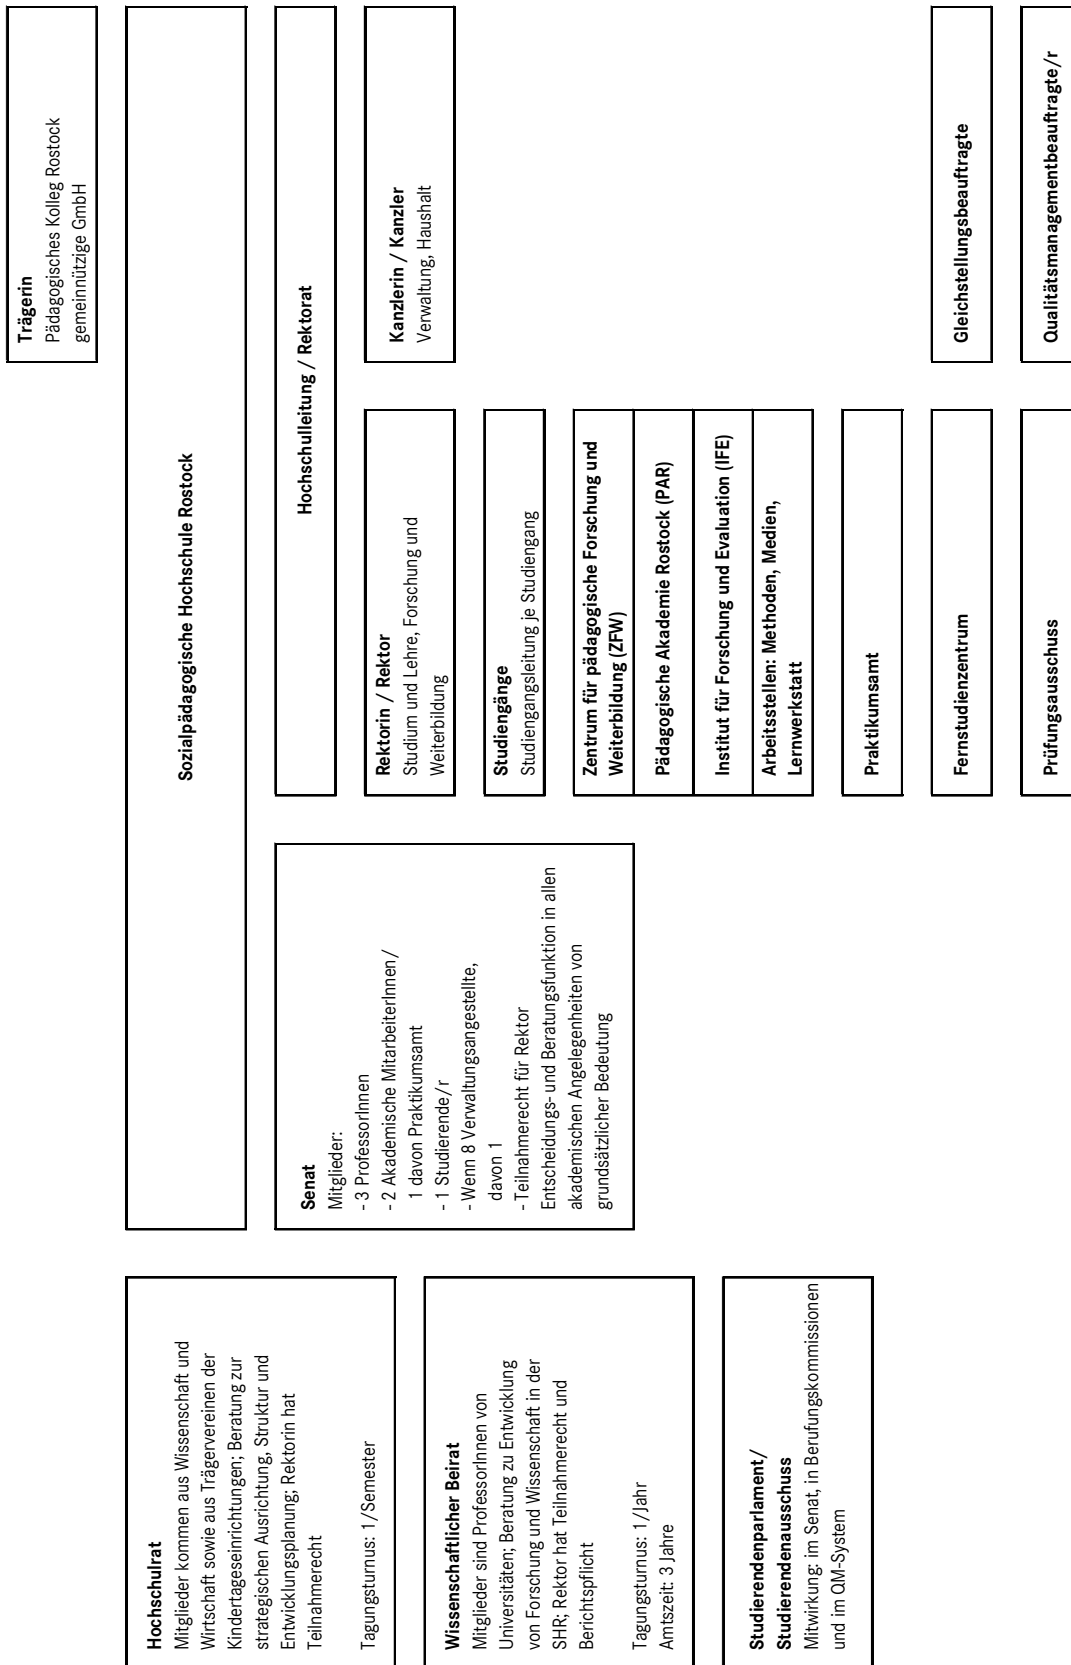 Trägerin
Pädagogisches Kolleg Rostock
gemeinnützige GmbH
Sozialpädagogische Hochschule Rostock
Hochschulrat
Mitglieder kommen aus Wissenschaft und
Wirtschaft sowie aus Trägervereinen der
Kindertageseinrichtungen; Beratung zur
strategischen Ausrichtung, Struktur und
Entwicklungsplanung; Rektorin hat
Teilnahmerecht
Tagungsturnus: 1/Semester
Wissenschaftlicher Beirat
Mitglieder sind ProfessorInnen von
Universitäten; Beratung zu Entwicklung
von Forschung und Wissenschaft in der
SHR; Rektor hat Teilnahmerecht und
Berichtspflicht
Tagungsturnus: 1/Jahr
Amtszeit: 3 Jahre
Studierendenparlament/
Studierendenausschuss
Mitwirkung: im Senat, in Berufungskommissionen
und im QM-System
Senat
Mitglieder:
- 3 ProfessorInnen
- 2 Akademische MitarbeiterInnen/
1 davon Praktikumsamt
- 1 Studierende/r
- Wenn 8 Verwaltungsangestellte,
davon 1
- Teilnahmerecht für Rektor
Entscheidungs- und Beratungsfunktion in allen
akademischen Angelegenheiten von
grundsätzlicher Bedeutung
Hochschulleitung / Rektorat
Rektorin / Rektor
Studium und Lehre, Forschung und
Weiterbildung
Kanzlerin / Kanzler
Verwaltung, Haushalt
Studiengänge
Studiengangsleitung je Studiengang
Zentrum für pädagogische Forschung und
Weiterbildung (ZFW)
Pädagogische Akademie Rostock (PAR)
Institut für Forschung und Evaluation (IFE)
Arbeitsstellen: Methoden, Medien,
Lernwerkstatt
Praktikumsamt
Fernstudienzentrum
Gleichstellungsbeauftragte
Prüfungsausschuss
Qualitätsmanagementbeauftragte/r